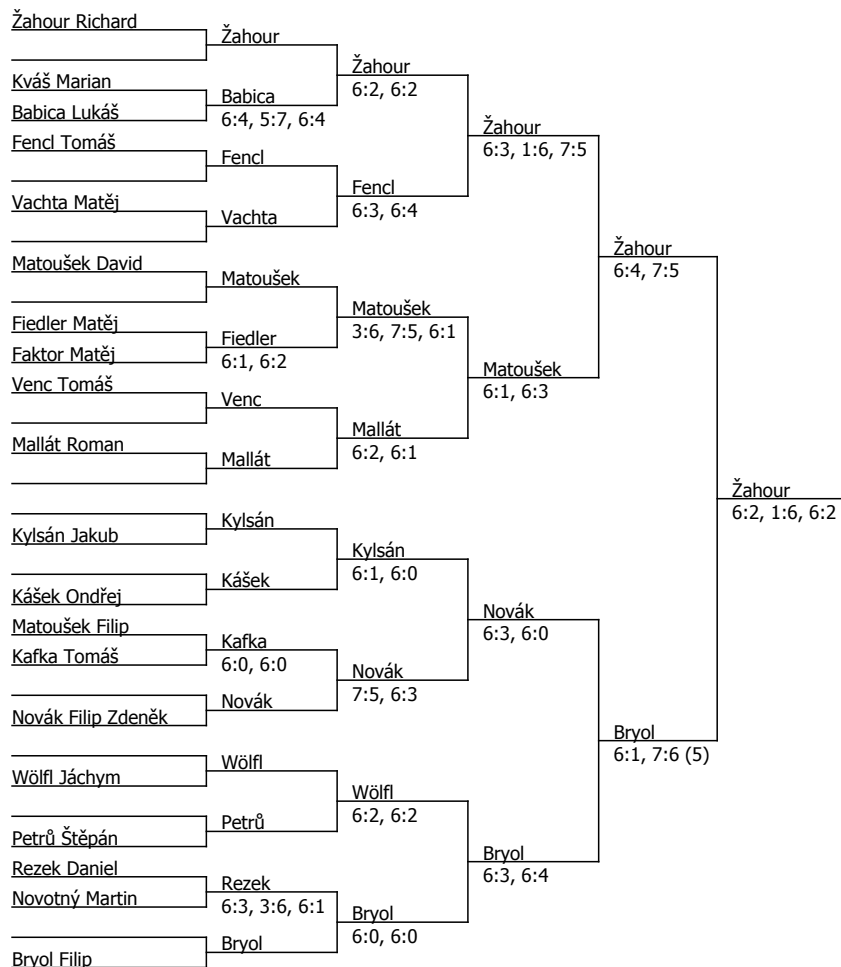 Žahour Richard
Žahour
Žahour
6:2, 6:2
Kváš Marian
Babica Lukáš
Babica
6:4, 5:7, 6:4
Žahour
6:3, 1:6, 7:5
Fencl Tomáš
Fencl
Fencl
6:3, 6:4
Vachta Matěj
Vachta
Žahour
6:4, 7:5
Matoušek David
Matoušek
Matoušek
3:6, 7:5, 6:1
Fiedler Matěj
Faktor Matěj
Fiedler
6:1, 6:2
Matoušek
6:1, 6:3
Venc Tomáš
Venc
Mallát
6:2, 6:1
Mallát Roman
Mallát
Žahour
6:2, 1:6, 6:2
Kylsán Jakub
Kylsán
Kylsán
6:1, 6:0
Kášek Ondřej
Kášek
Novák
6:3, 6:0
Matoušek Filip
Kafka Tomáš
Kafka
6:0, 6:0
Novák
7:5, 6:3
Novák Filip Zdeněk
Novák
Bryol
6:1, 7:6 (5)
Wölfl Jáchym
Wölfl
Wölfl
6:2, 6:2
Petrů Štěpán
Petrů
Bryol
6:3, 6:4
Rezek Daniel
Novotný Martin
Rezek
6:3, 3:6, 6:1
Bryol
6:0, 6:0
Bryol Filip
Bryol